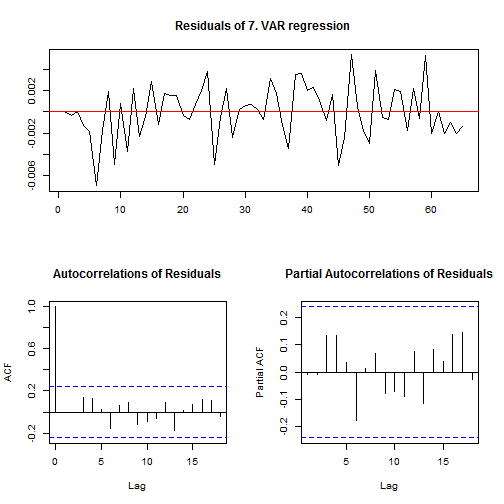 Residuals of 7. VAR regression
0.002
-0.002
-0.006
0 10 20 30 40 50 60
Autocorrelations of Residuals
ACF
1.0
0.6
0.2
-0.2
0 5 10 15
Lag
Partial Autocorrelations of Residuals
Partial ACF
0.2
0.1
0.0
-0.1
-0.2
5 10 15
Lag